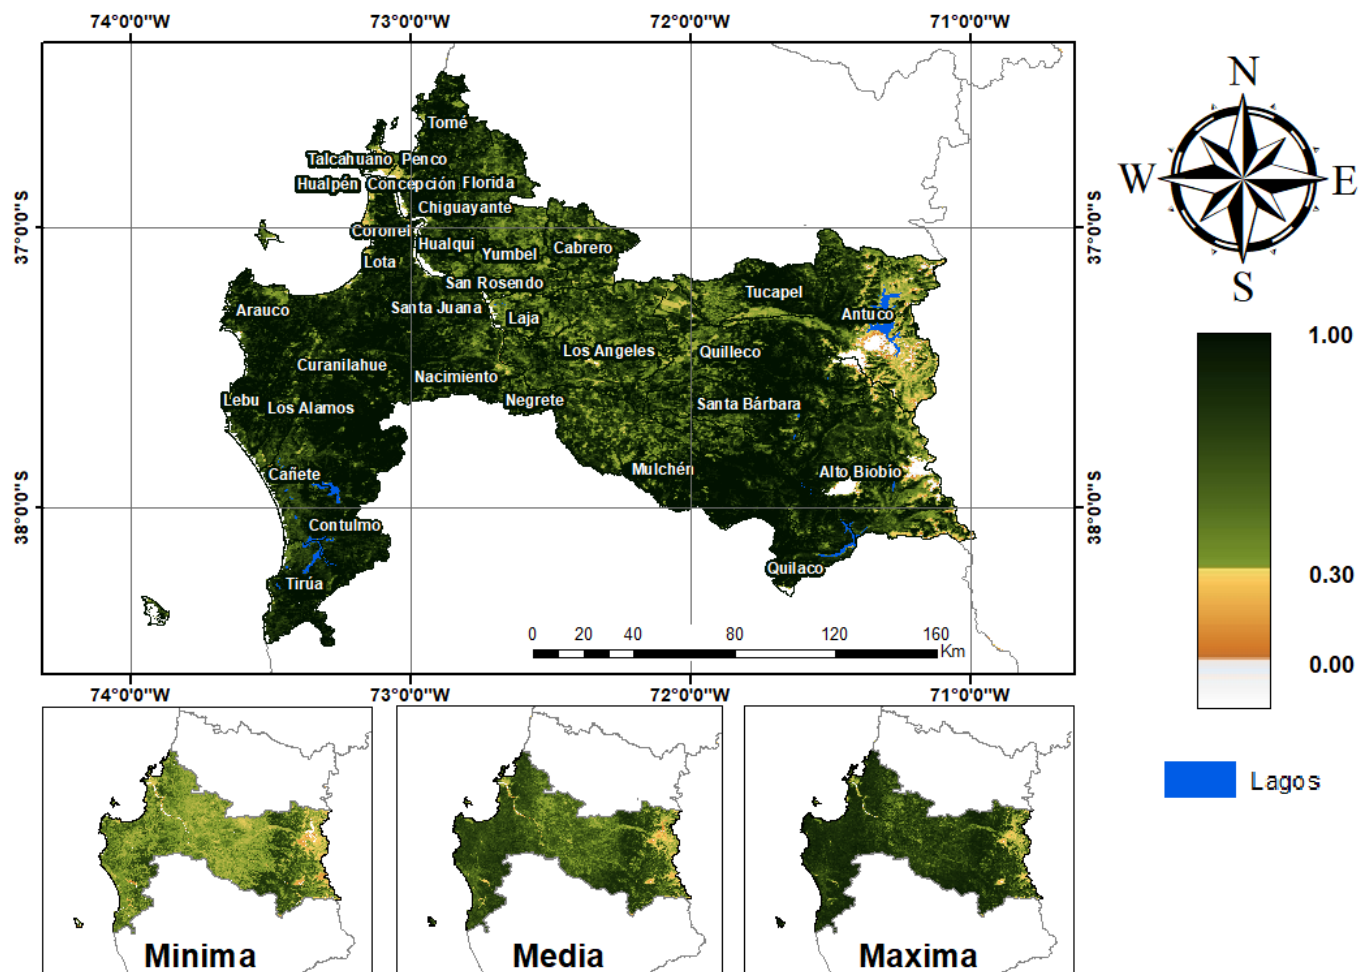 74°0'0"W 73°0'0"W 72°0'0"W 71°0'0"W
N
W E
S
37°0'0"S
37°0'0"S
38°0'0"S
38°0'0"S
Tomé
Talcahuano Penco
Hualpén Concepción Florida
Chiguayante
Coronel
Hualqui
Yumbel
Cabrero
Lota
San Rosendo
Tucapel
Arauco
Santa Juana
Laja
Antuco
Los Angeles
Quilleco
Curanilahue
Nacimiento
Lebu
Los Alamos
Negrete
Santa Bárbara
Cañete
Mulchén
Alto Biobio
Contulmo
Quilaco
Tirúa
0 20 40 80 120 160
Km
74°0'0"W 73°0'0"W 72°0'0"W 71°0'0"W
1.00
0.30
0.00
Lagos
Minima
Media
Maxima